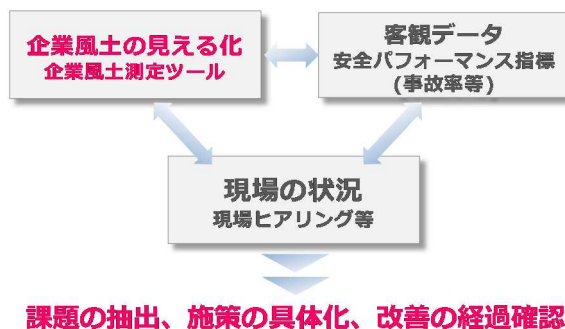 企業風土の見える化
企業風土測定ツール
客観データ
安全パフォーマンス指標
(事故率等)
現場の状況
現場ヒアリング等
課題の抽出、施策の具体化、改善の経過確認